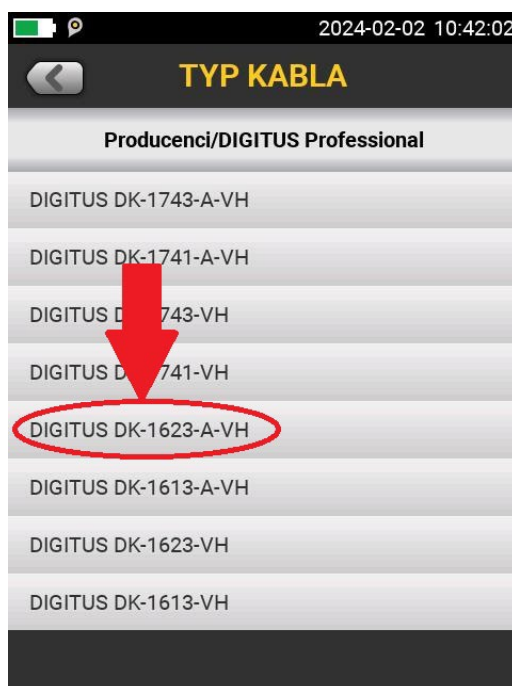 2024-02-02 10:42:02
TYP KABLA
Producenci/DIGITUS Professional
DIGITUS DK-1743-A-VH
DIGITUS DK-1741-A-VH
DIGITUS 743-VH
DIGITUS 741-VH
DIGITUS DK-1623-A-VH
DIGITUS DK-1613-A-VH
DIGITUS DK-1623-VH
DIGITUS DK-1613-VH